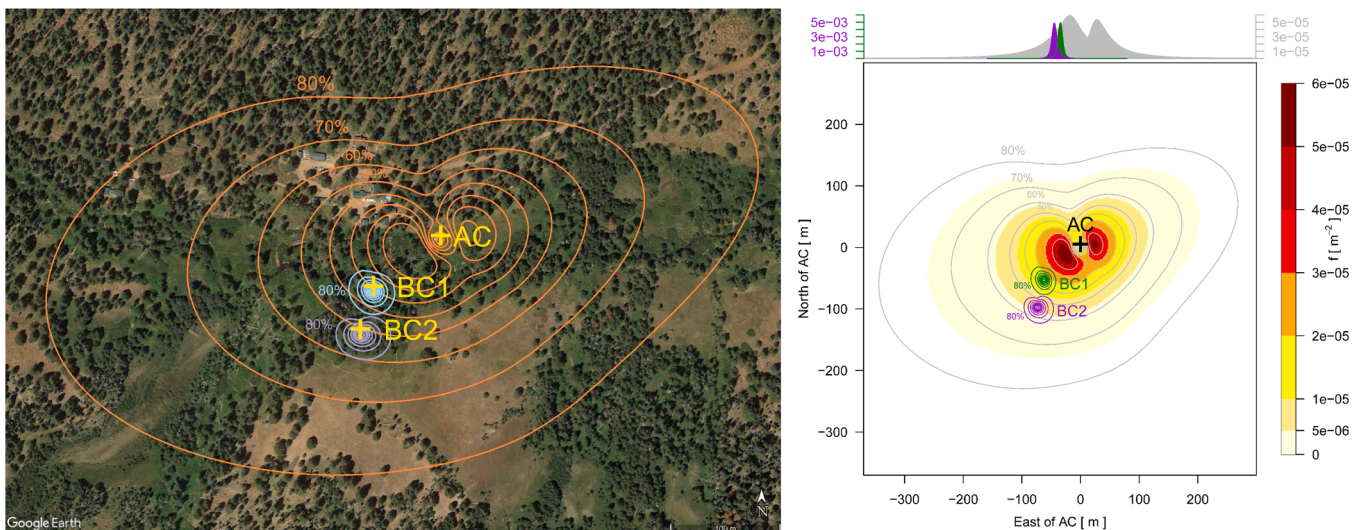 80%
70%
60%
AC
80%
BC1
80%
BC2
Google Earth
100 m
N
5e−03
3e−03
1e−03
5e−05
3e−05
1e−05
200
100
0
−100
−200
−300
North of AC [ m ]
80%
70%
60%
50%
AC
80%
BC1
80%
BC2
−300
−100
0
100
200
East of AC [ m ]
6e−05
5e−05
4e−05
3e−05
2e−05
1e−05
5e−06
0
f [ m⁻² ]